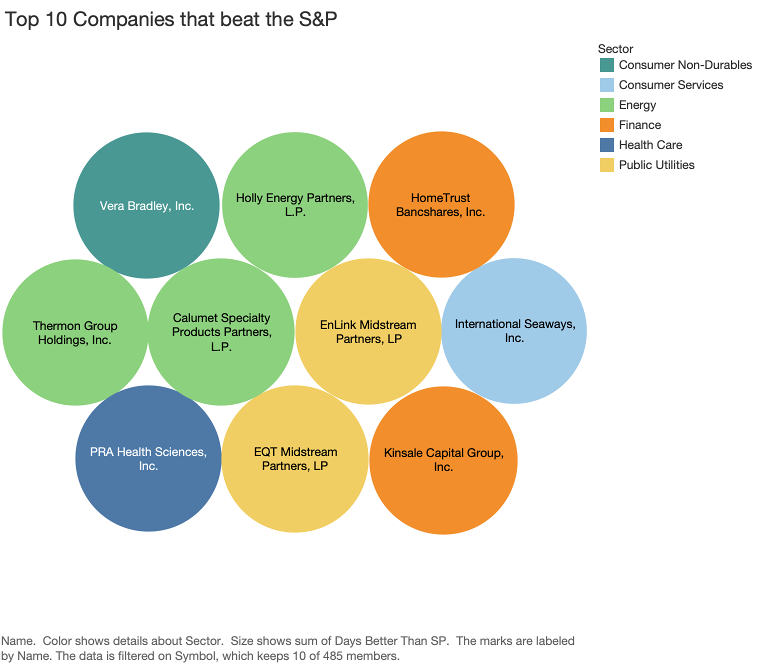 Top 10 Companies that beat the S&P
Sector
Consumer Non-Durables
Consumer Services
Energy
Finance
Health Care
Public Utilities
Vera Bradley, Inc.
Holly Energy Partners,
L.P.
HomeTrust
Bancshares, Inc.
Thermon Group
Holdings, Inc.
Calumet Specialty
Products Partners,
L.P.
EnLink Midstream
Partners, LP
International Seaways,
Inc.
PRA Health Sciences,
Inc.
EQT Midstream
Partners, LP
Kinsale Capital Group,
Inc.
Name.  Color shows details about Sector.  Size shows sum of Days Better Than SP.  The marks are labeled
by Name. The data is filtered on Symbol, which keeps 10 of 485 members.